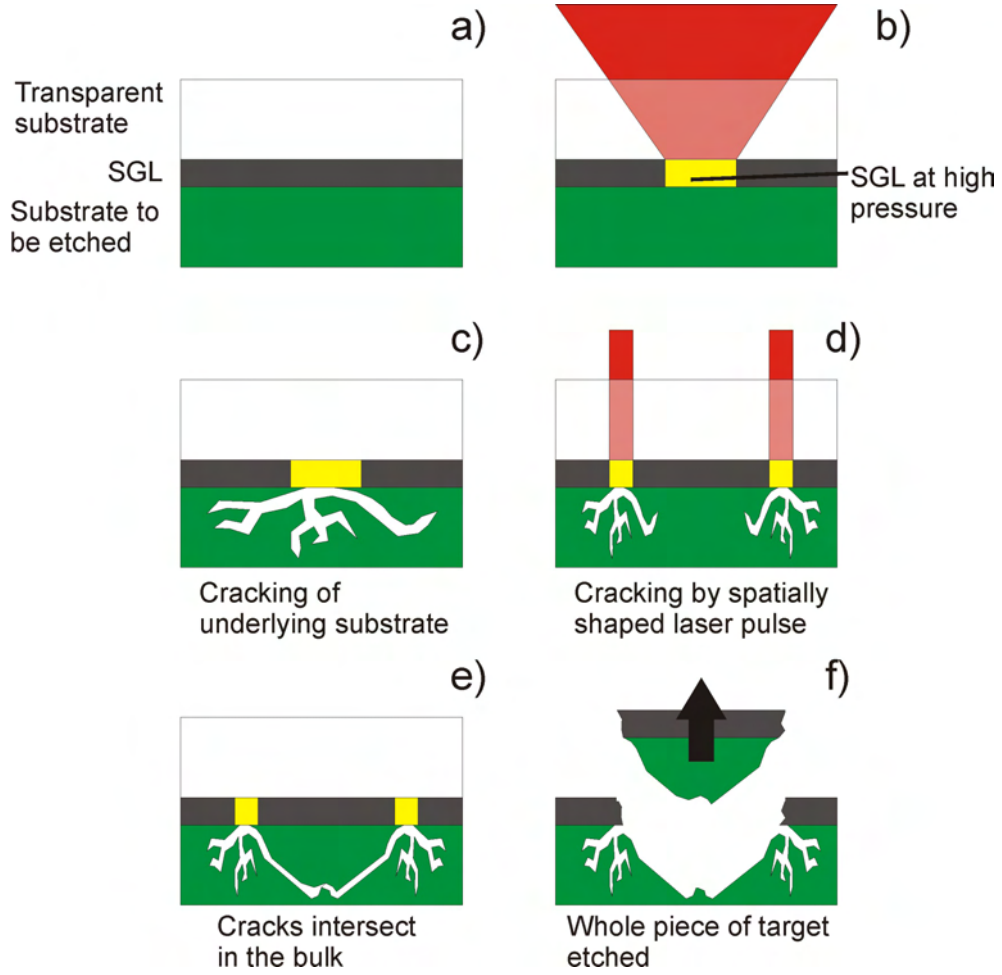 a)
b)
Transparent
substrate
SGL
Substrate to
be etched
SGL at high
pressure
c)
d)
Cracking of
underlying substrate
Cracking by spatially
shaped laser pulse
e)
f)
Cracks intersect
in the bulk
Whole piece of target
etched